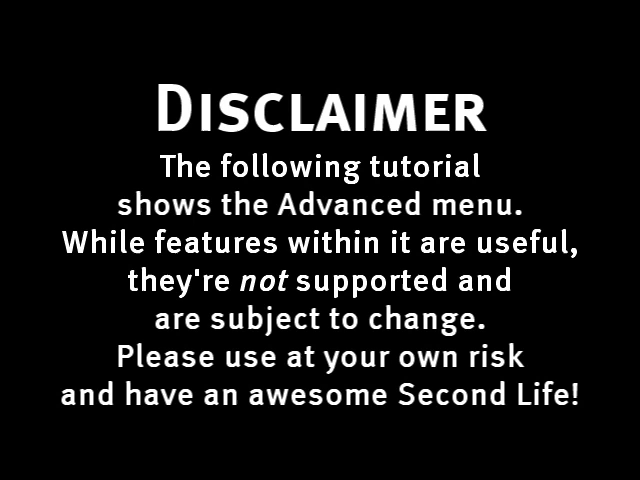 DISCLAIMER
The following tutorial
shows the Advanced menu.
While features within it are useful,
they're not supported and
are subject to change.
Please use at your own risk
and have an awesome Second Life!